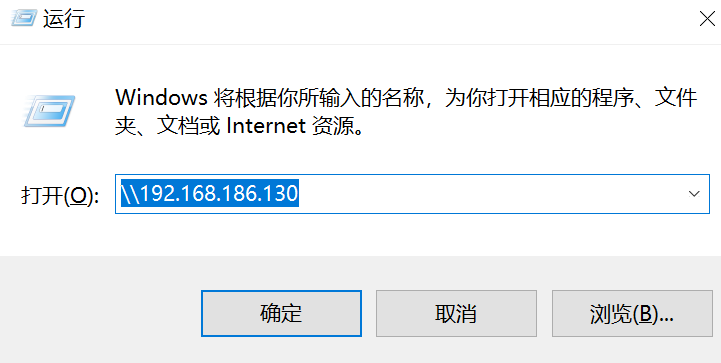 运行
Windows 将根据你所输入的名称，为你打开相应的程序、文件
夹、文档或 Internet 资源。
打开(O): \\192.168.186.130
确定 取消 浏览(B)...